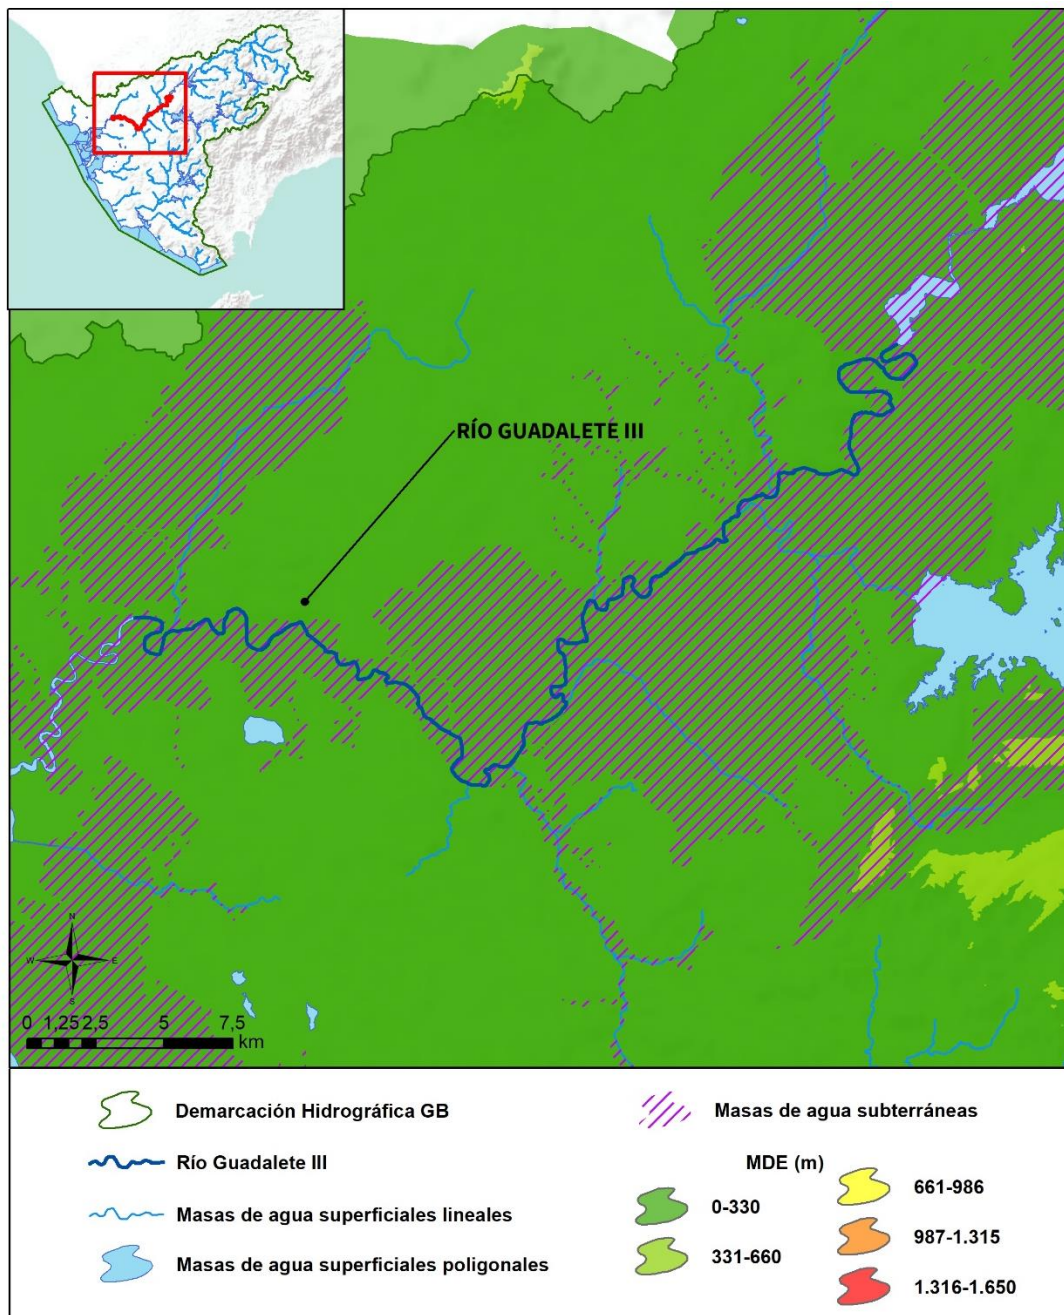 RÍO GUADALETE III
N
W
E
S
0 1,25 2,5 5 7,5
km
Demarcación Hidrográfica GB
Río Guadalete III
Masas de agua superficiales lineales
Masas de agua superficiales poligonales
Masas de agua subterráneas
MDE (m)
0-330
331-660
661-986
987-1.315
1.316-1.650